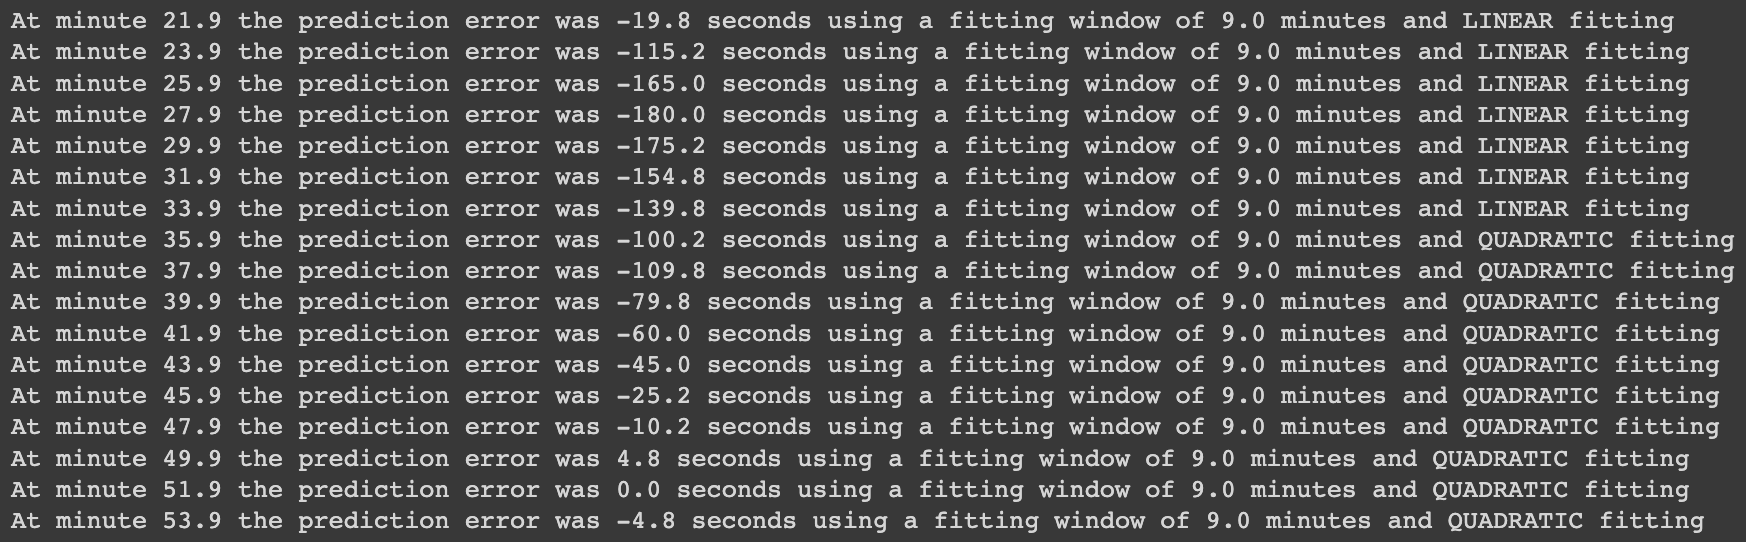 At minute 21.9 the prediction error was -19.8 seconds using a fitting window of 9.0 minutes and LINEAR fitting
At minute 23.9 the prediction error was -115.2 seconds using a fitting window of 9.0 minutes and LINEAR fitting
At minute 25.9 the prediction error was -165.0 seconds using a fitting window of 9.0 minutes and LINEAR fitting
At minute 27.9 the prediction error was -180.0 seconds using a fitting window of 9.0 minutes and LINEAR fitting
At minute 29.9 the prediction error was -175.2 seconds using a fitting window of 9.0 minutes and LINEAR fitting
At minute 31.9 the prediction error was -154.8 seconds using a fitting window of 9.0 minutes and LINEAR fitting
At minute 33.9 the prediction error was -139.8 seconds using a fitting window of 9.0 minutes and LINEAR fitting
At minute 35.9 the prediction error was -100.2 seconds using a fitting window of 9.0 minutes and QUADRATIC fitting
At minute 37.9 the prediction error was -109.8 seconds using a fitting window of 9.0 minutes and QUADRATIC fitting
At minute 39.9 the prediction error was -79.8 seconds using a fitting window of 9.0 minutes and QUADRATIC fitting
At minute 41.9 the prediction error was -60.0 seconds using a fitting window of 9.0 minutes and QUADRATIC fitting
At minute 43.9 the prediction error was -45.0 seconds using a fitting window of 9.0 minutes and QUADRATIC fitting
At minute 45.9 the prediction error was -25.2 seconds using a fitting window of 9.0 minutes and QUADRATIC fitting
At minute 47.9 the prediction error was -10.2 seconds using a fitting window of 9.0 minutes and QUADRATIC fitting
At minute 49.9 the prediction error was 4.8 seconds using a fitting window of 9.0 minutes and QUADRATIC fitting
At minute 51.9 the prediction error was 0.0 seconds using a fitting window of 9.0 minutes and QUADRATIC fitting
At minute 53.9 the prediction error was -4.8 seconds using a fitting window of 9.0 minutes and QUADRATIC fitting